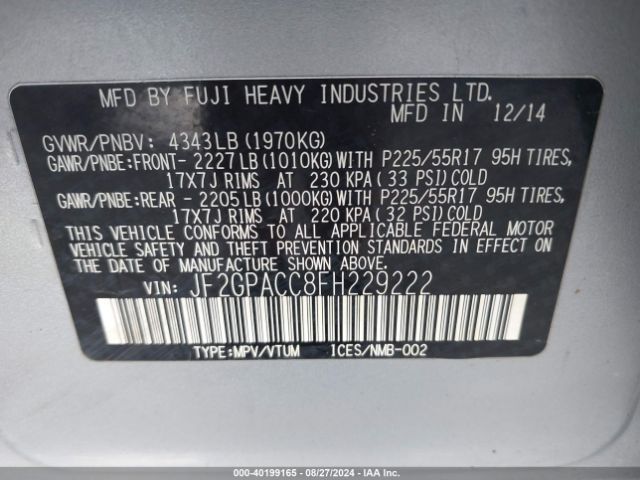 MFD BY FUJI HEAVY INDUSTRIES LTD.
MFD IN 12/14
GVWR/PNBV: 4343LB (1970KG)
GAWR/PNBE:FRONT- 2227LB (1010KG) WITH P225/55R17 95H TIRES,
17X7J RIMS AT 230 KPA (33 PSI) COLD
GAWR/PNBE:REAR - 2205LB (1000KG) WITH P225/55R17 95H TIRES,
17X7J RIMS AT 220 KPA (32 PSI) COLD
THIS VEHICLE CONFORMS TO ALL APPLICABLE FEDERAL MOTOR
VEHICLE SAFETY AND THEFT PREVENTION STANDARDS IN EFFECT ON
THE DATE OF MANUFACTURE SHOWN ABOVE.
VIN: JF2GPACC8FH229222
TYPE:MPV/VTUM 1CES/NMB-002
© - 40199165 - 08/27/2024 - IAA, Inc.